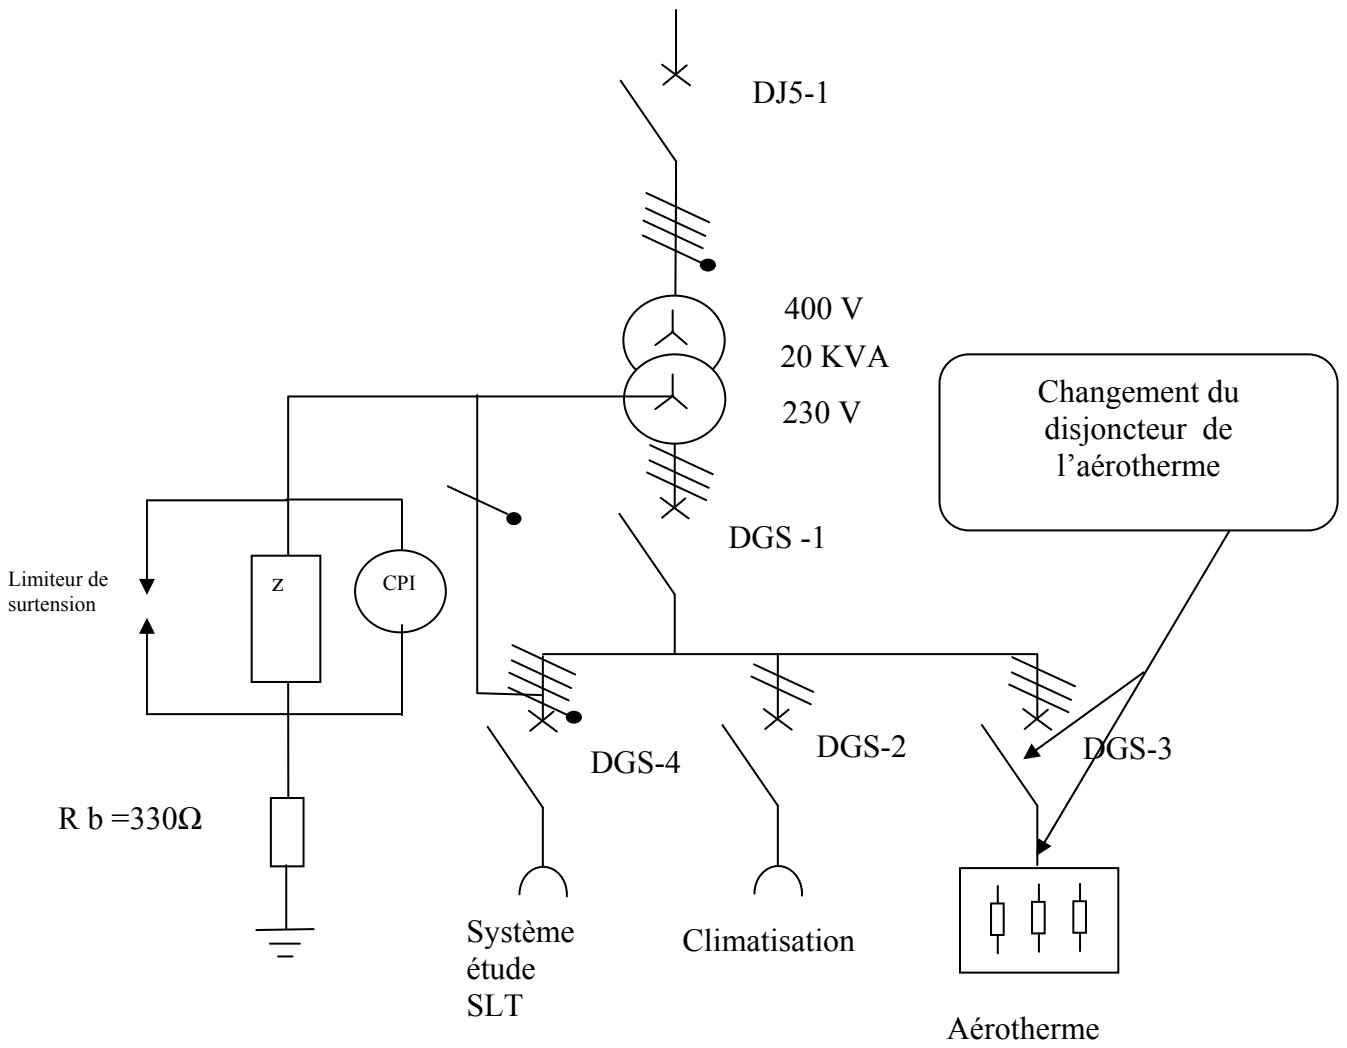 DJ5-1
400 V
20 KVA
230 V
Changement du
disjoncteur de
l’aérotherme
DGS -1
Limiteur de
surtension
z
CPI
DGS-4
DGS-2
DGS-3
R b =330Ω
Système
étude
SLT
Climatisation
Aérotherme